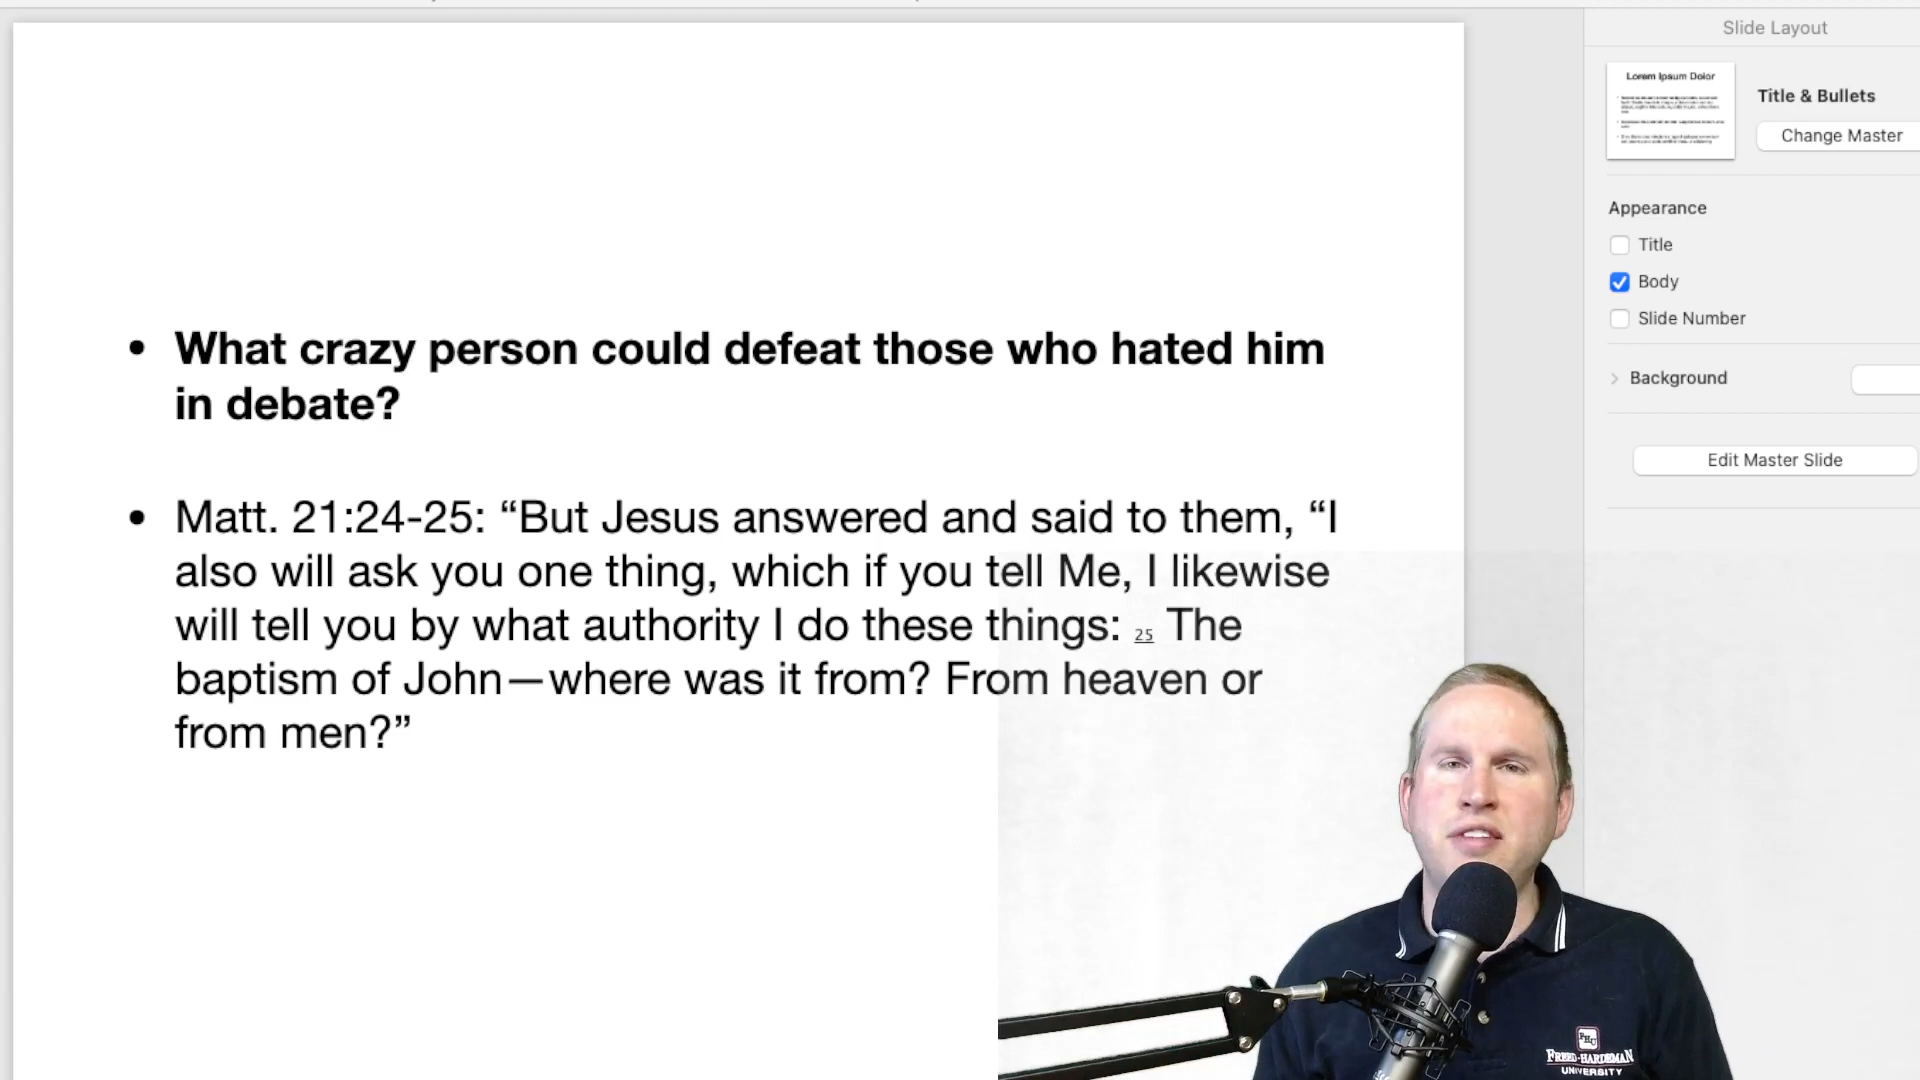 Slide Layout
Lorem Ipsum Dolor
Title & Bullets
Change Master
Appearance
Title
Body
Slide Number
Background
Edit Master Slide
• What crazy person could defeat those who hated him
in debate?
• Matt. 21:24-25: “But Jesus answered and said to them, “I
also will ask you one thing, which if you tell Me, I likewise
will tell you by what authority I do these things: 25 The
baptism of John—where was it from? From heaven or
from men?”
FHU
FREED-HARDEMAN
UNIVERSITY